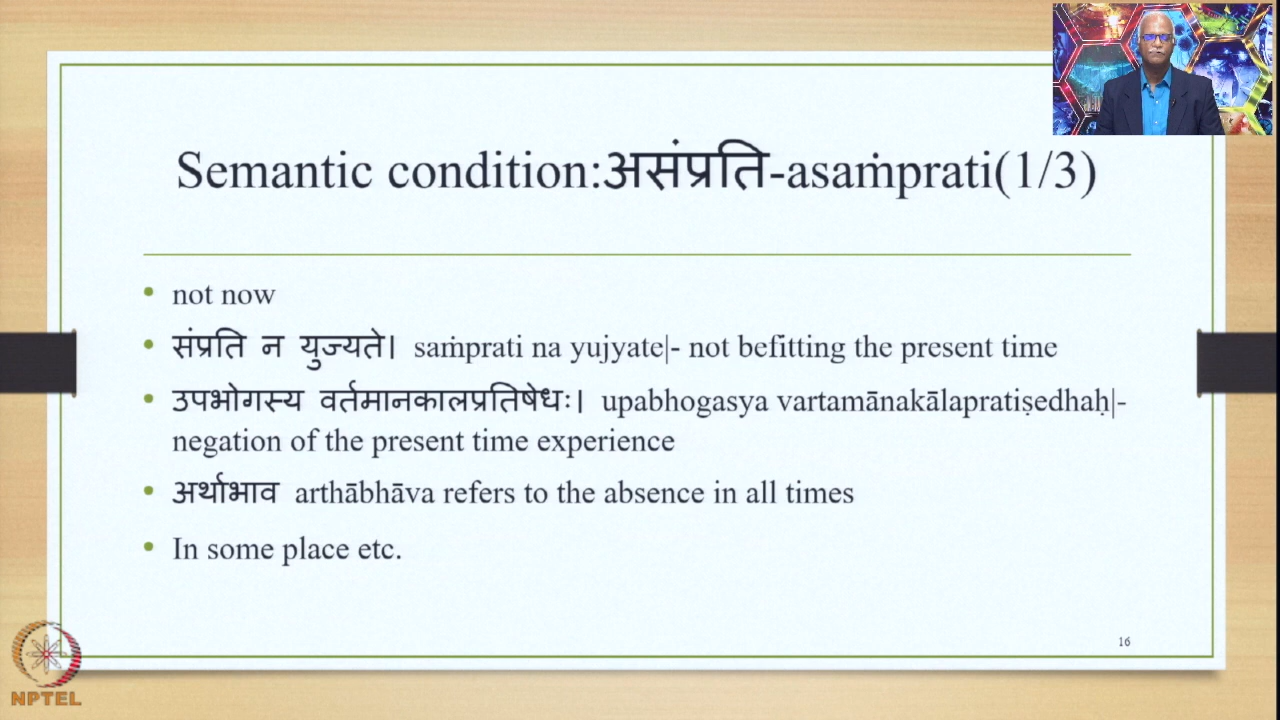 Semantic condition:असंप्रति-asaṁprati(1/3)
not now
संप्रति न युज्यते। saṁprati na yujyate|- not befitting the present time
उपभोगस्य वर्तमानकालप्रतिषेधः। upabhogasya vartamānakālapratiṣedhaḥ|-
negation of the present time experience
अर्थाभाव arthābhāva refers to the absence in all times
In some place etc.
16
NPTEL